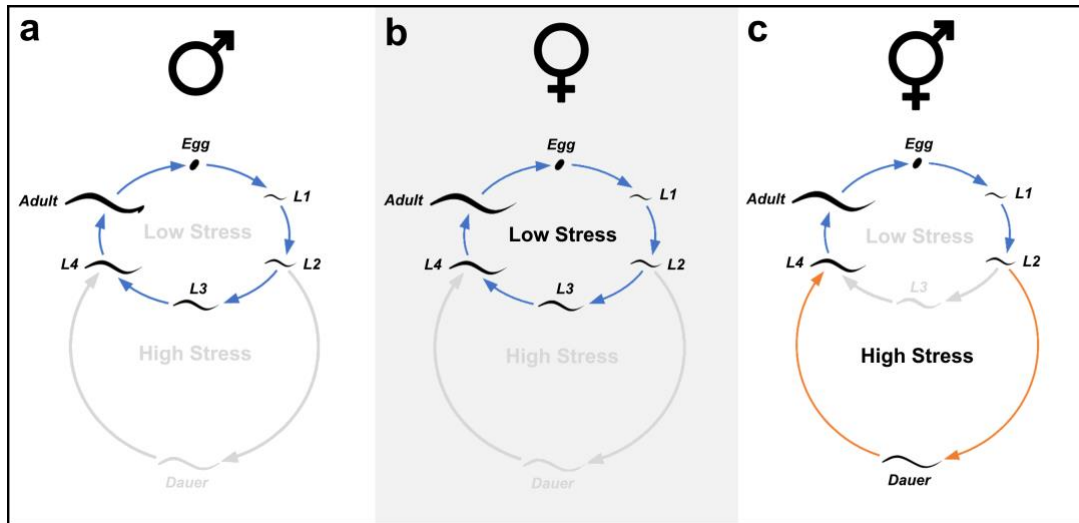 a
Egg
L1
Adult
Low Stress
L4
L2
L3
High Stress
Dauer
b
Egg
L1
Adult
Low Stress
L4
L2
L3
High Stress
Dauer
c
Egg
L1
Adult
Low Stress
L4
L2
L3
High Stress
Dauer